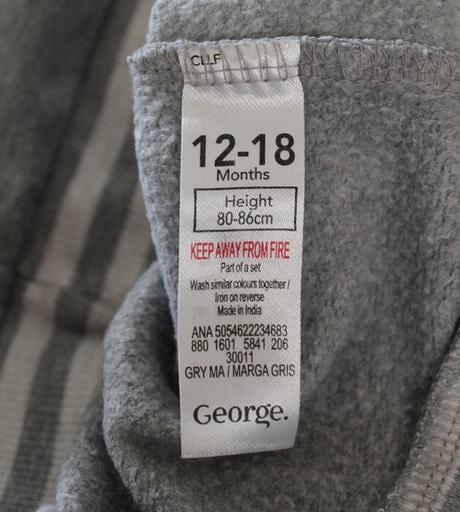 CLLF
12-18
Months
Height
80-86cm
KEEP AWAY FROM FIRE
Part of a set
Wash similar colours together /
Iron on reverse
Made in India
ANA 5054622234683
880 1601 5841 206
30011
GRY MA / MARGA GRIS
George.